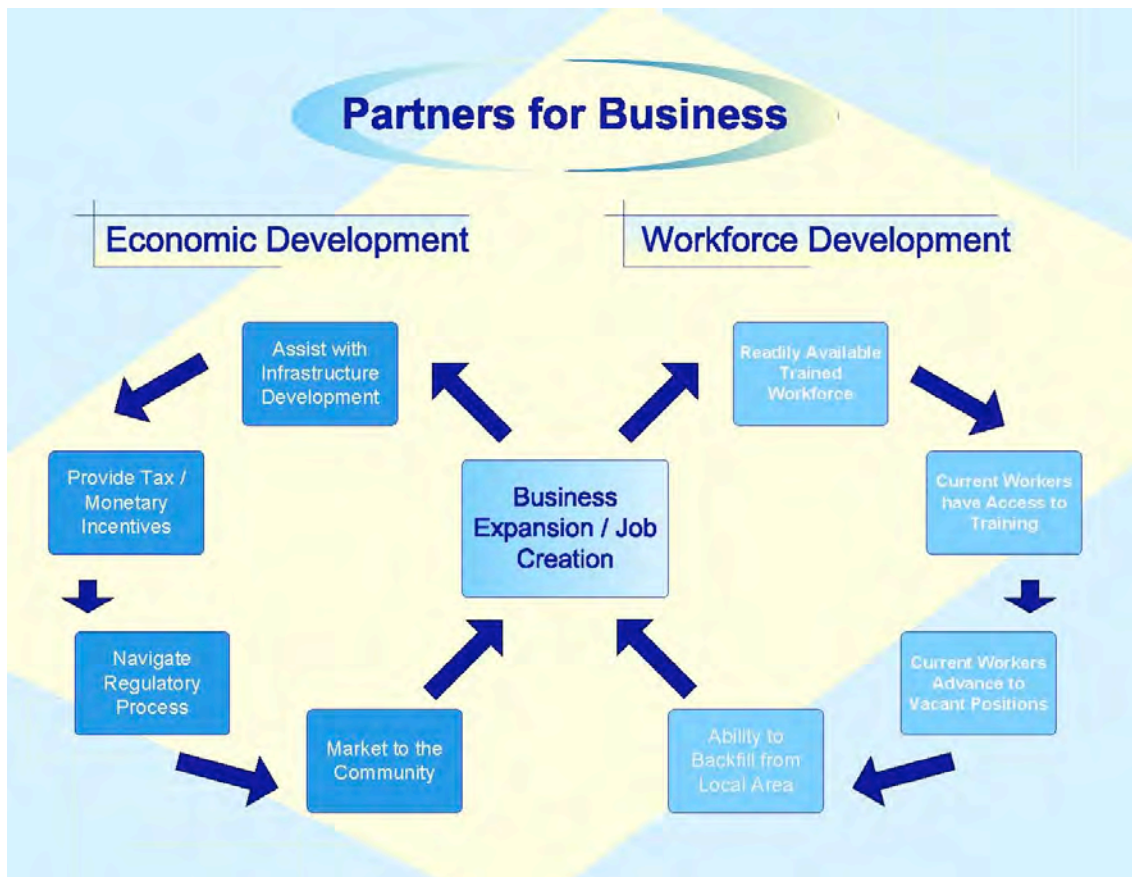 Partners for Business
Economic Development
Workforce Development
Assist with
Infrastructure
Development
Readily Available
Trained
Workforce
Provide Tax /
Monetary
Incentives
Business
Expansion / Job
Creation
Current Workers
have Access to
Training
Navigate
Regulatory
Process
Current Workers
Advance to
Vacant Positions
Market to the
Community
Ability to
Backfill from
Local Area